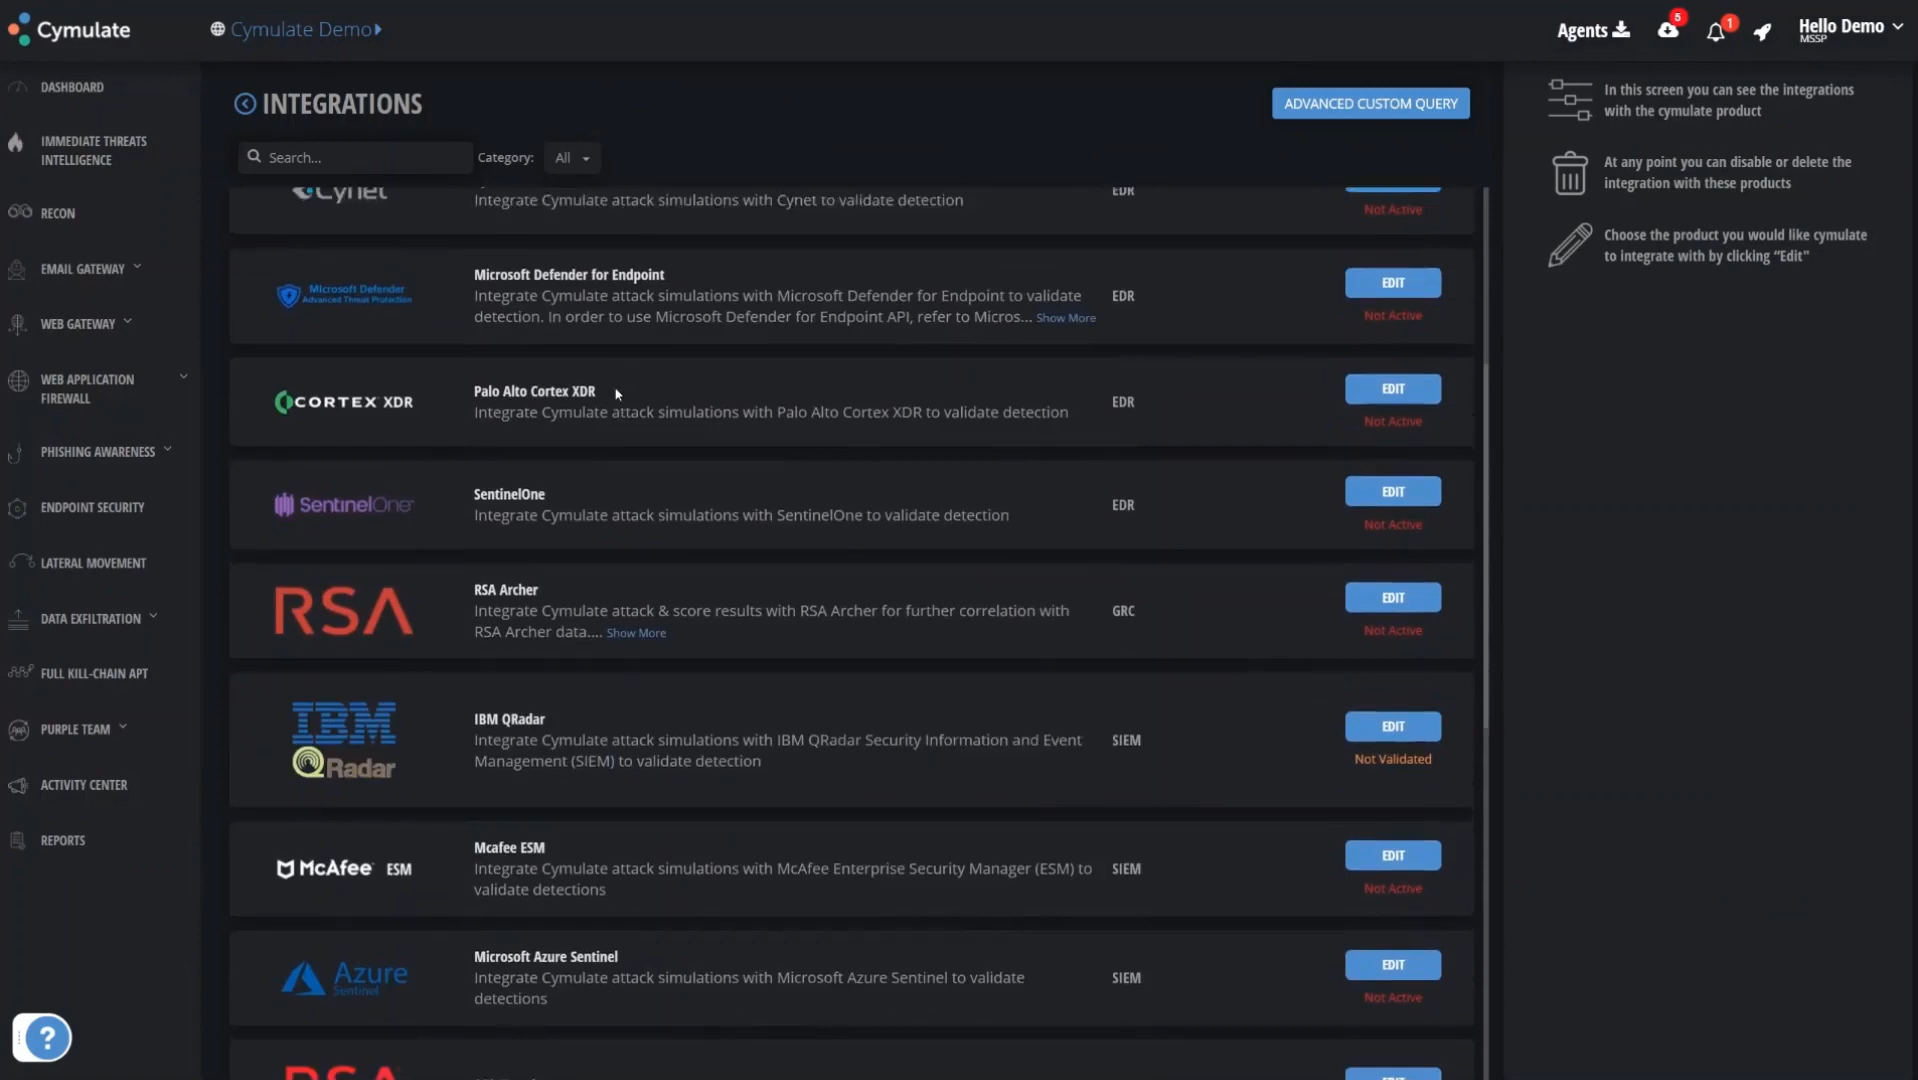 Cymulate
Cymulate Demo
Agents
5
1
Hello Demo
MSSP
DASHBOARD
IMMEDIATE THREATS
INTELLIGENCE
RECON
EMAIL GATEWAY
WEB GATEWAY
WEB APPLICATION
FIREWALL
PHISHING AWARENESS
ENDPOINT SECURITY
LATERAL MOVEMENT
DATA EXFILTRATION
FULL KILL-CHAIN APT
PURPLE TEAM
ACTIVITY CENTER
REPORTS
?
INTEGRATIONS
ADVANCED CUSTOM QUERY
Search...
Category:
All
Cynet
Integrate Cymulate attack simulations with Cynet to validate detection
EDR
Not Active
Microsoft Defender
Advanced Threat Protection
Microsoft Defender for Endpoint
Integrate Cymulate attack simulations with Microsoft Defender for Endpoint to validate
detection. In order to use Microsoft Defender for Endpoint API, refer to Micros... Show More
EDR
EDIT
Not Active
CORTEX XDR
Palo Alto Cortex XDR
Integrate Cymulate attack simulations with Palo Alto Cortex XDR to validate detection
EDR
EDIT
Not Active
SentinelOne
SentinelOne
Integrate Cymulate attack simulations with SentinelOne to validate detection
EDR
EDIT
Not Active
RSA
RSA Archer
Integrate Cymulate attack & score results with RSA Archer for further correlation with
RSA Archer data.... Show More
GRC
EDIT
Not Active
IBM
QRadar
IBM QRadar
Integrate Cymulate attack simulations with IBM QRadar Security Information and Event
Management (SIEM) to validate detection
SIEM
EDIT
Not Validated
McAfee ESM
Mcafee ESM
Integrate Cymulate attack simulations with McAfee Enterprise Security Manager (ESM) to
validate detections
SIEM
EDIT
Not Active
Azure
Sentinel
Microsoft Azure Sentinel
Integrate Cymulate attack simulations with Microsoft Azure Sentinel to validate
detections
SIEM
EDIT
Not Active
RSA
EDIT
In this screen you can see the integrations
with the cymulate product
At any point you can disable or delete the
integration with these products
Choose the product you would like cymulate
to integrate with by clicking "Edit"